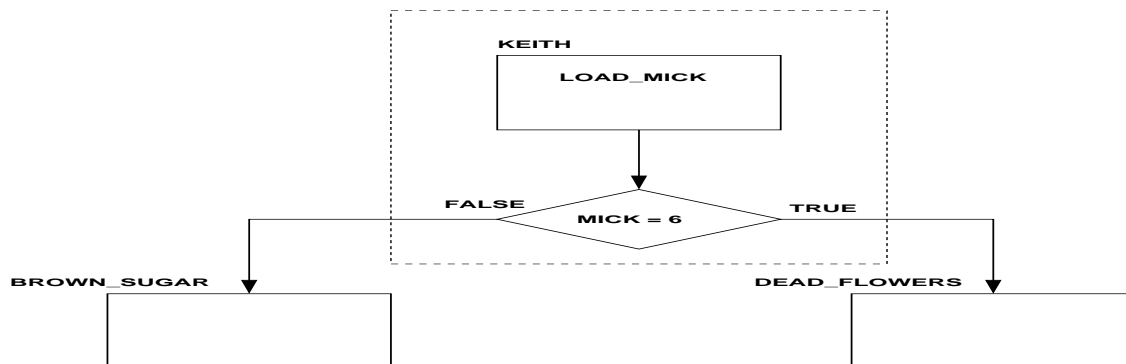 KEITH
LOAD_MICK
FALSE
MICK = 6
TRUE
BROWN_SUGAR
DEAD_FLOWERS